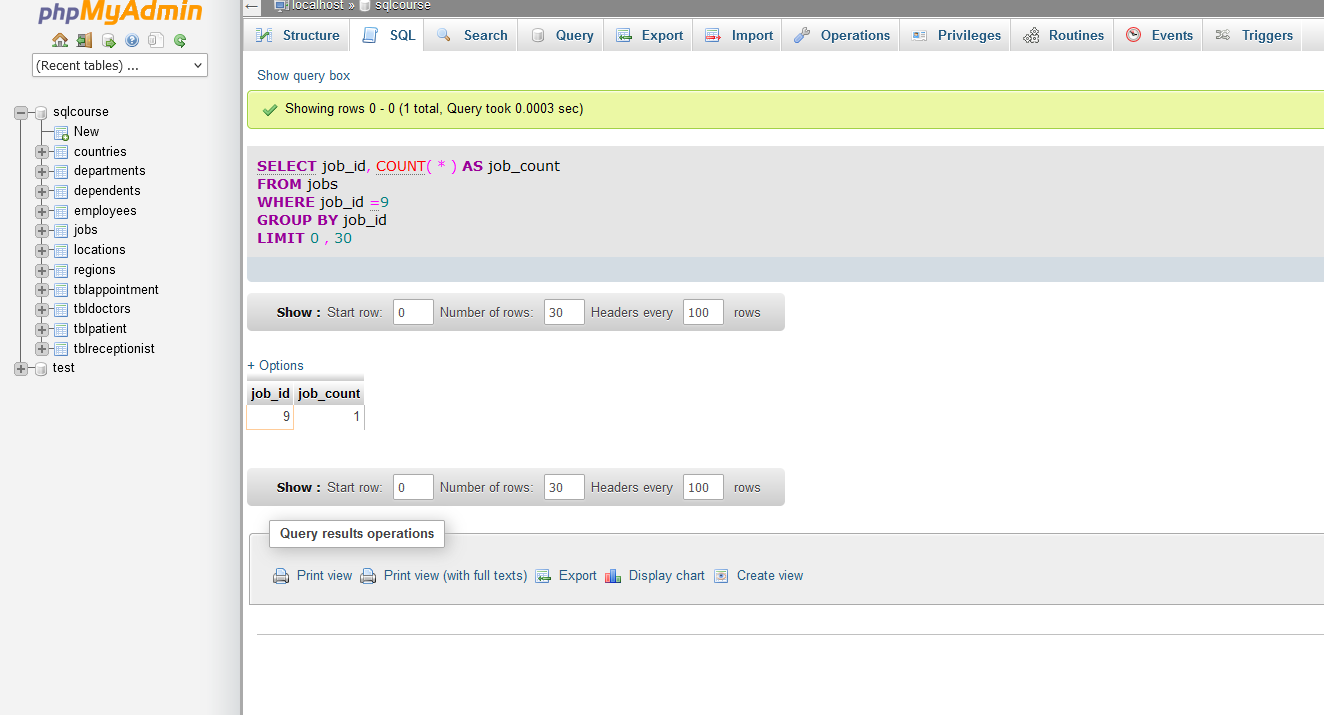 phpMyAdmin
(Recent tables) ...
sqlcourse
New
countries
departments
dependents
employees
jobs
locations
regions
tblappointment
tbldoctors
tblpatient
tblreceptionist
test
localhost » sqlcourse
Structure SQL Search Query Export Import Operations Privileges Routines Events Triggers
Show query box
Showing rows 0 - 0 (1 total, Query took 0.0003 sec)
SELECT job_id, COUNT( * ) AS job_count
FROM jobs
WHERE job_id =9
GROUP BY job_id
LIMIT 0 , 30
Show : Start row: 0 Number of rows: 30 Headers every 100 rows
+ Options
job_id job_count
9 1
Show : Start row: 0 Number of rows: 30 Headers every 100 rows
Query results operations
Print view Print view (with full texts) Export Display chart Create view